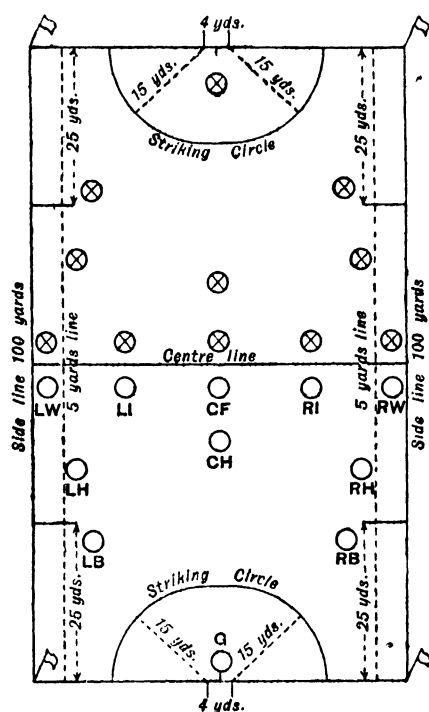 4 yds.
15 yds.
15 yds.
25 yds.
25 yds.
Striking Circle
Side line 100 yards
5 yards line
Centre line
5 yards line
Side line 100 yards
LW
LI
CF
RI
RW
CH
LH
RH
LB
RB
Striking Circle
25 yds.
25 yds.
15 yds.
G
15 yds.
4 yds.